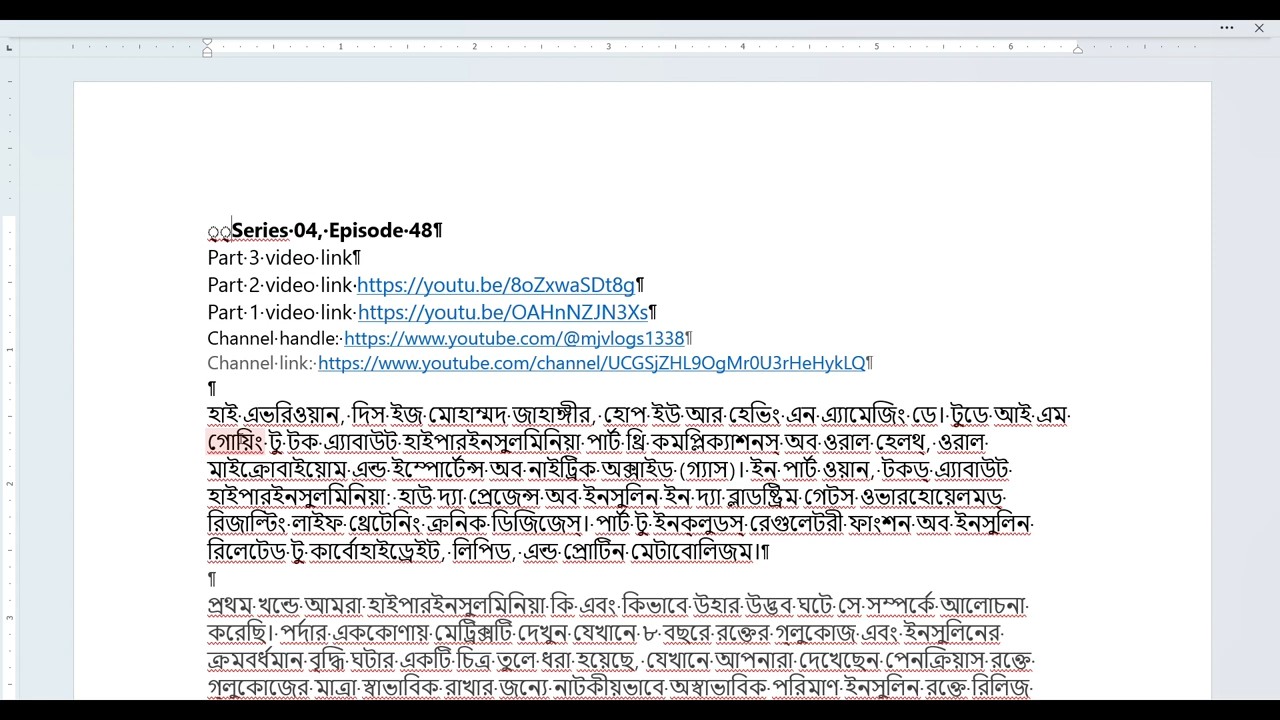 Series 04, Episode 48¶
Part 3 video link¶
Part 2 video link https://youtu.be/8oZxwaSDt8g¶
Part 1 video link https://youtu.be/OAHnNZJN3Xs¶
Channel handle: https://www.youtube.com/@mjvlogs1338¶
Channel link: https://www.youtube.com/channel/UCGSjZHL9OgMr0U3rHeHykLQ¶
¶
হাই এভরিওয়ান, দিস ইজ মোহাম্মদ জাহাঙ্গীর, হোপ ইউ আর হেভিং এন এ্যামেজিং ডে। টুডে আই এম
গোয়িং টু টক এ্যাবাউট হাইপারইনসুলমিনিয়া পার্ট থ্রি কমপ্লিক্যাশনস্ অব ওরাল হেলথ্, ওরাল
মাইক্রোবাইয়োম এন্ড ইম্পোর্টেন্স অব নাইট্রিক অক্সাইড (গ্যাস)। ইন পার্ট ওয়ান, টকড্ এ্যাবাউট
হাইপারইনসুলমিনিয়া: হাউ দ্যা প্রেজেন্স অব ইনসুলিন ইন দ্যা ব্লাডষ্ট্রিম গেটস ওভারহোয়েলমড্
রিজাল্টিং লাইফ থ্রেটেনিং ক্রনিক ডিজিজেস্। পার্ট টু ইনক্লুডস্ রেগুলেটরী ফাংশন অব ইনসুলিন
রিলেটেড টু কার্বোহাইড্রেইট, লিপিড, এন্ড প্রোটিন মেটাবোলিজম্।¶
¶
প্রথম খন্ডে আমরা হাইপারইনসুলমিনিয়া কি এবং কিভাবে উহার উদ্ভব ঘটে সে সম্পর্কে আলোচনা
করেছি। পর্দার এককোণায় মেট্রিক্সটি দেখুন যেখানে ৮ বছরে রক্তের গ্লুকোজ এবং ইনসুলিনের
ক্রমবর্ধমান বৃদ্ধি ঘটার একটি চিত্র তুলে ধরা হয়েছে, যেখানে আপনারা দেখেছেন পেনক্রিয়াস রক্তে
গ্লুকোজের মাত্রা স্বাভাবিক রাখার জন্যে নাটকীয়ভাবে অস্বাভাবিক পরিমাণ ইনসুলিন রক্তে রিলিজ